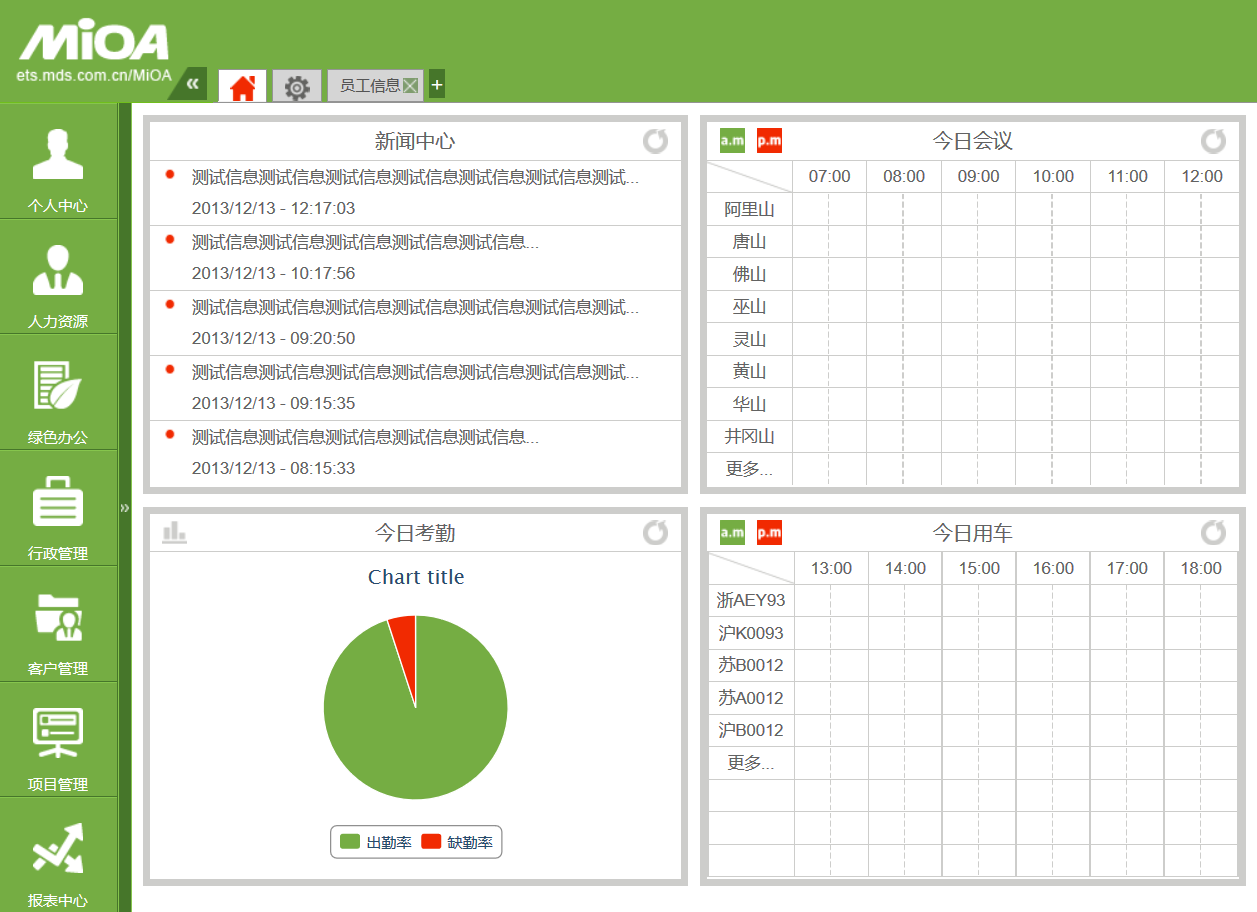 MiOA
ets.mds.com.cn/MiOA
«
员工信息
+
个人中心
人力资源
绿色办公
行政管理
客户管理
项目管理
报表中心
»
新闻中心
测试信息测试信息测试信息测试信息测试信息测试信息测试...
2013/12/13 - 12:17:03
测试信息测试信息测试信息测试信息测试信息...
2013/12/13 - 10:17:56
测试信息测试信息测试信息测试信息测试信息测试信息测试...
2013/12/13 - 09:20:50
测试信息测试信息测试信息测试信息测试信息测试信息测试...
2013/12/13 - 09:15:35
测试信息测试信息测试信息测试信息测试信息...
2013/12/13 - 08:15:33
a.m p.m 今日会议
07:00 08:00 09:00 10:00 11:00 12:00
阿里山
唐山
佛山
巫山
灵山
黄山
华山
井冈山
更多...
今日考勤
Chart title
出勤率 缺勤率
a.m p.m 今日用车
13:00 14:00 15:00 16:00 17:00 18:00
浙AEY93
沪K0093
苏B0012
苏A0012
沪B0012
更多...